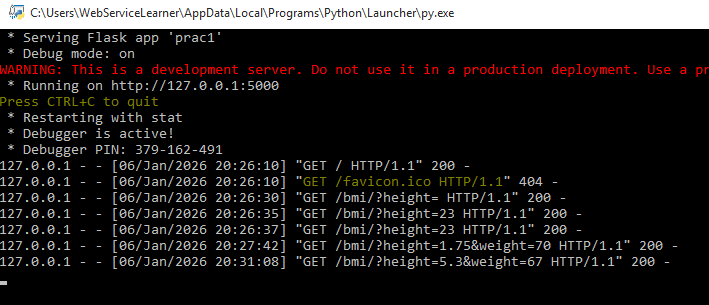 C:\Users\WebServiceLearner\AppData\Local\Programs\Python\Launcher\py.exe
* Serving Flask app 'prac1'
* Debug mode: on
WARNING: This is a development server. Do not use it in a production deployment. Use a pr
* Running on http://127.0.0.1:5000
Press CTRL+C to quit
* Restarting with stat
* Debugger is active!
* Debugger PIN: 379-162-491
127.0.0.1 - - [06/Jan/2026 20:26:10] "GET / HTTP/1.1" 200 -
127.0.0.1 - - [06/Jan/2026 20:26:10] "GET /favicon.ico HTTP/1.1" 404 -
127.0.0.1 - - [06/Jan/2026 20:26:30] "GET /bmi/?height= HTTP/1.1" 200 -
127.0.0.1 - - [06/Jan/2026 20:26:35] "GET /bmi/?height=23 HTTP/1.1" 200 -
127.0.0.1 - - [06/Jan/2026 20:26:37] "GET /bmi/?height=23 HTTP/1.1" 200 -
127.0.0.1 - - [06/Jan/2026 20:27:42] "GET /bmi/?height=1.75&weight=70 HTTP/1.1" 200 -
127.0.0.1 - - [06/Jan/2026 20:31:08] "GET /bmi/?height=5.3&weight=67 HTTP/1.1" 200 -